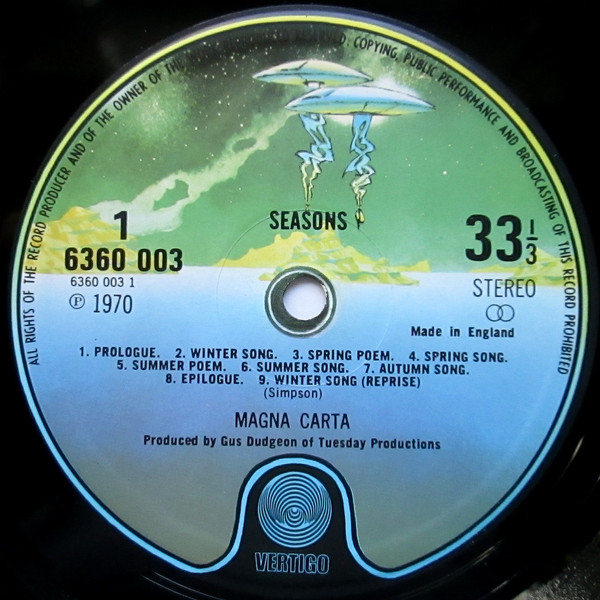 ALL RIGHTS OF THE RECORD PRODUCER AND OF THE OWNER OF THE RESERVED. COPYING, PUBLIC PERFORMANCE AND BROADCASTING OF THIS RECORD PROHIBITED
SEASONS
1
6360 003
6360 003 1
℗ 1970
33 1/3
STEREO
Made in England
1. PROLOGUE. 2. WINTER SONG. 3. SPRING POEM. 4. SPRING SONG.
5. SUMMER POEM. 6. SUMMER SONG. 7. AUTUMN SONG.
8. EPILOGUE. 9. WINTER SONG (REPRISE)
(Simpson)
MAGNA CARTA
Produced by Gus Dudgeon of Tuesday Productions
VERTIGO